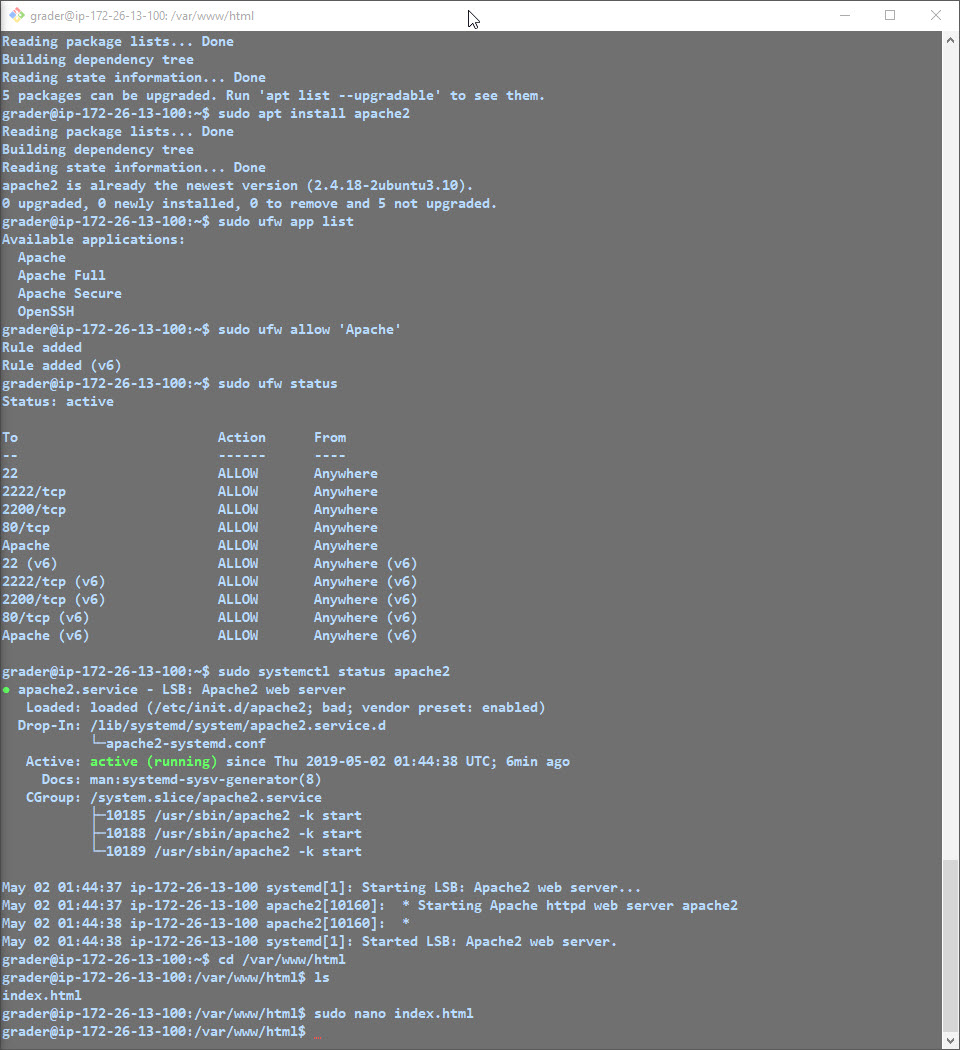 grader@ip-172-26-13-100: /var/www/html
Reading package lists... Done
Building dependency tree
Reading state information... Done
5 packages can be upgraded. Run 'apt list --upgradable' to see them.
grader@ip-172-26-13-100:~$ sudo apt install apache2
Reading package lists... Done
Building dependency tree
Reading state information... Done
apache2 is already the newest version (2.4.18-2ubuntu3.10).
0 upgraded, 0 newly installed, 0 to remove and 5 not upgraded.
grader@ip-172-26-13-100:~$ sudo ufw app list
Available applications:
  Apache
  Apache Full
  Apache Secure
  OpenSSH
grader@ip-172-26-13-100:~$ sudo ufw allow 'Apache'
Rule added
Rule added (v6)
grader@ip-172-26-13-100:~$ sudo ufw status
Status: active

To                         Action      From
--                         ------      ----
22                         ALLOW       Anywhere
2222/tcp                   ALLOW       Anywhere
2200/tcp                   ALLOW       Anywhere
80/tcp                     ALLOW       Anywhere
Apache                     ALLOW       Anywhere
22 (v6)                    ALLOW       Anywhere (v6)
2222/tcp (v6)              ALLOW       Anywhere (v6)
2200/tcp (v6)              ALLOW       Anywhere (v6)
80/tcp (v6)                ALLOW       Anywhere (v6)
Apache (v6)                ALLOW       Anywhere (v6)

grader@ip-172-26-13-100:~$ sudo systemctl status apache2
● apache2.service - LSB: Apache2 web server
   Loaded: loaded (/etc/init.d/apache2; bad; vendor preset: enabled)
  Drop-In: /lib/systemd/system/apache2.service.d
           └─apache2-systemd.conf
   Active: active (running) since Thu 2019-05-02 01:44:38 UTC; 6min ago
     Docs: man:systemd-sysv-generator(8)
   CGroup: /system.slice/apache2.service
           ├─10185 /usr/sbin/apache2 -k start
           ├─10188 /usr/sbin/apache2 -k start
           └─10189 /usr/sbin/apache2 -k start

May 02 01:44:37 ip-172-26-13-100 systemd[1]: Starting LSB: Apache2 web server...
May 02 01:44:37 ip-172-26-13-100 apache2[10160]:  * Starting Apache httpd web server apache2
May 02 01:44:38 ip-172-26-13-100 apache2[10160]:  *
May 02 01:44:38 ip-172-26-13-100 systemd[1]: Started LSB: Apache2 web server.
grader@ip-172-26-13-100:~$ cd /var/www/html
grader@ip-172-26-13-100:/var/www/html$ ls
index.html
grader@ip-172-26-13-100:/var/www/html$ sudo nano index.html
grader@ip-172-26-13-100:/var/www/html$